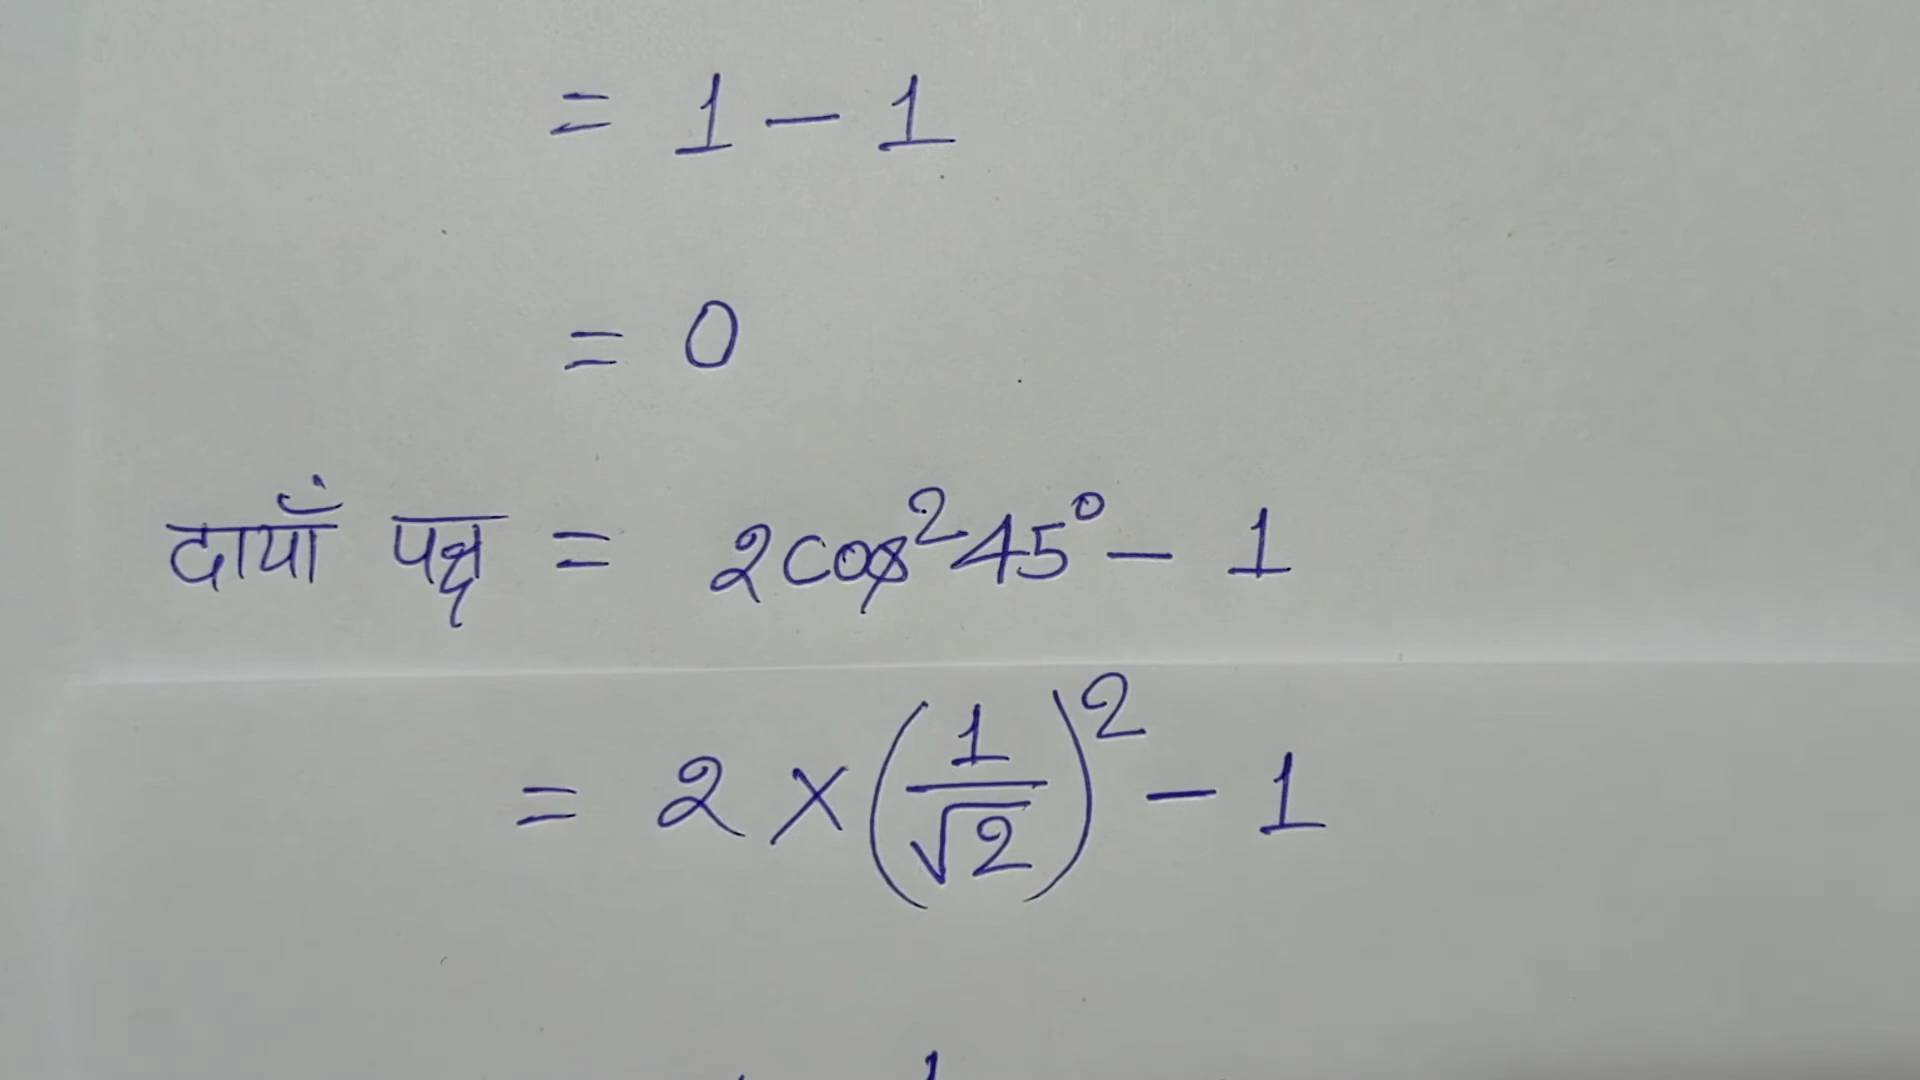 = 1 - 1
= 0
दायाँ पक्ष = 2cos²45° - 1
= 2 × (1/√2)² - 1